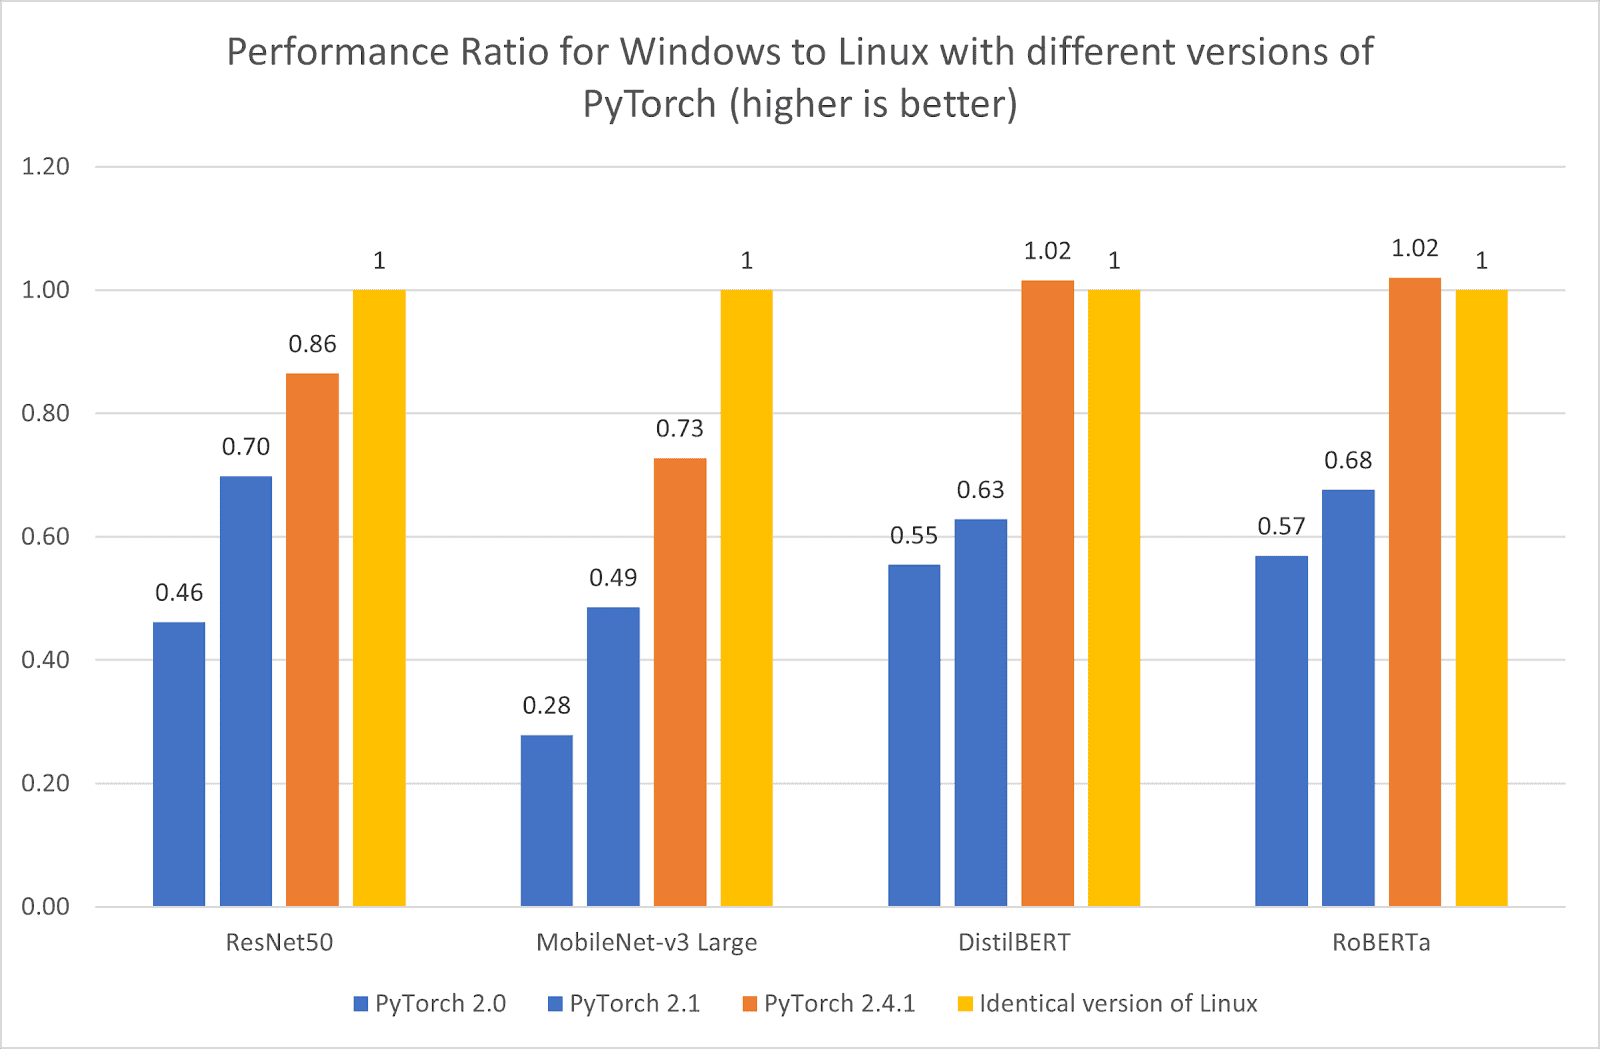 Performance Ratio for Windows to Linux with different versions of
PyTorch (higher is better)
1.20
1.00
0.80
0.60
0.40
0.20
0.00
0.46
0.70
0.86
1
0.28
0.49
0.73
1
0.55
0.63
1.02
1
0.57
0.68
1.02
1
ResNet50
MobileNet-v3 Large
DistilBERT
RoBERTa
PyTorch 2.0
PyTorch 2.1
PyTorch 2.4.1
Identical version of Linux